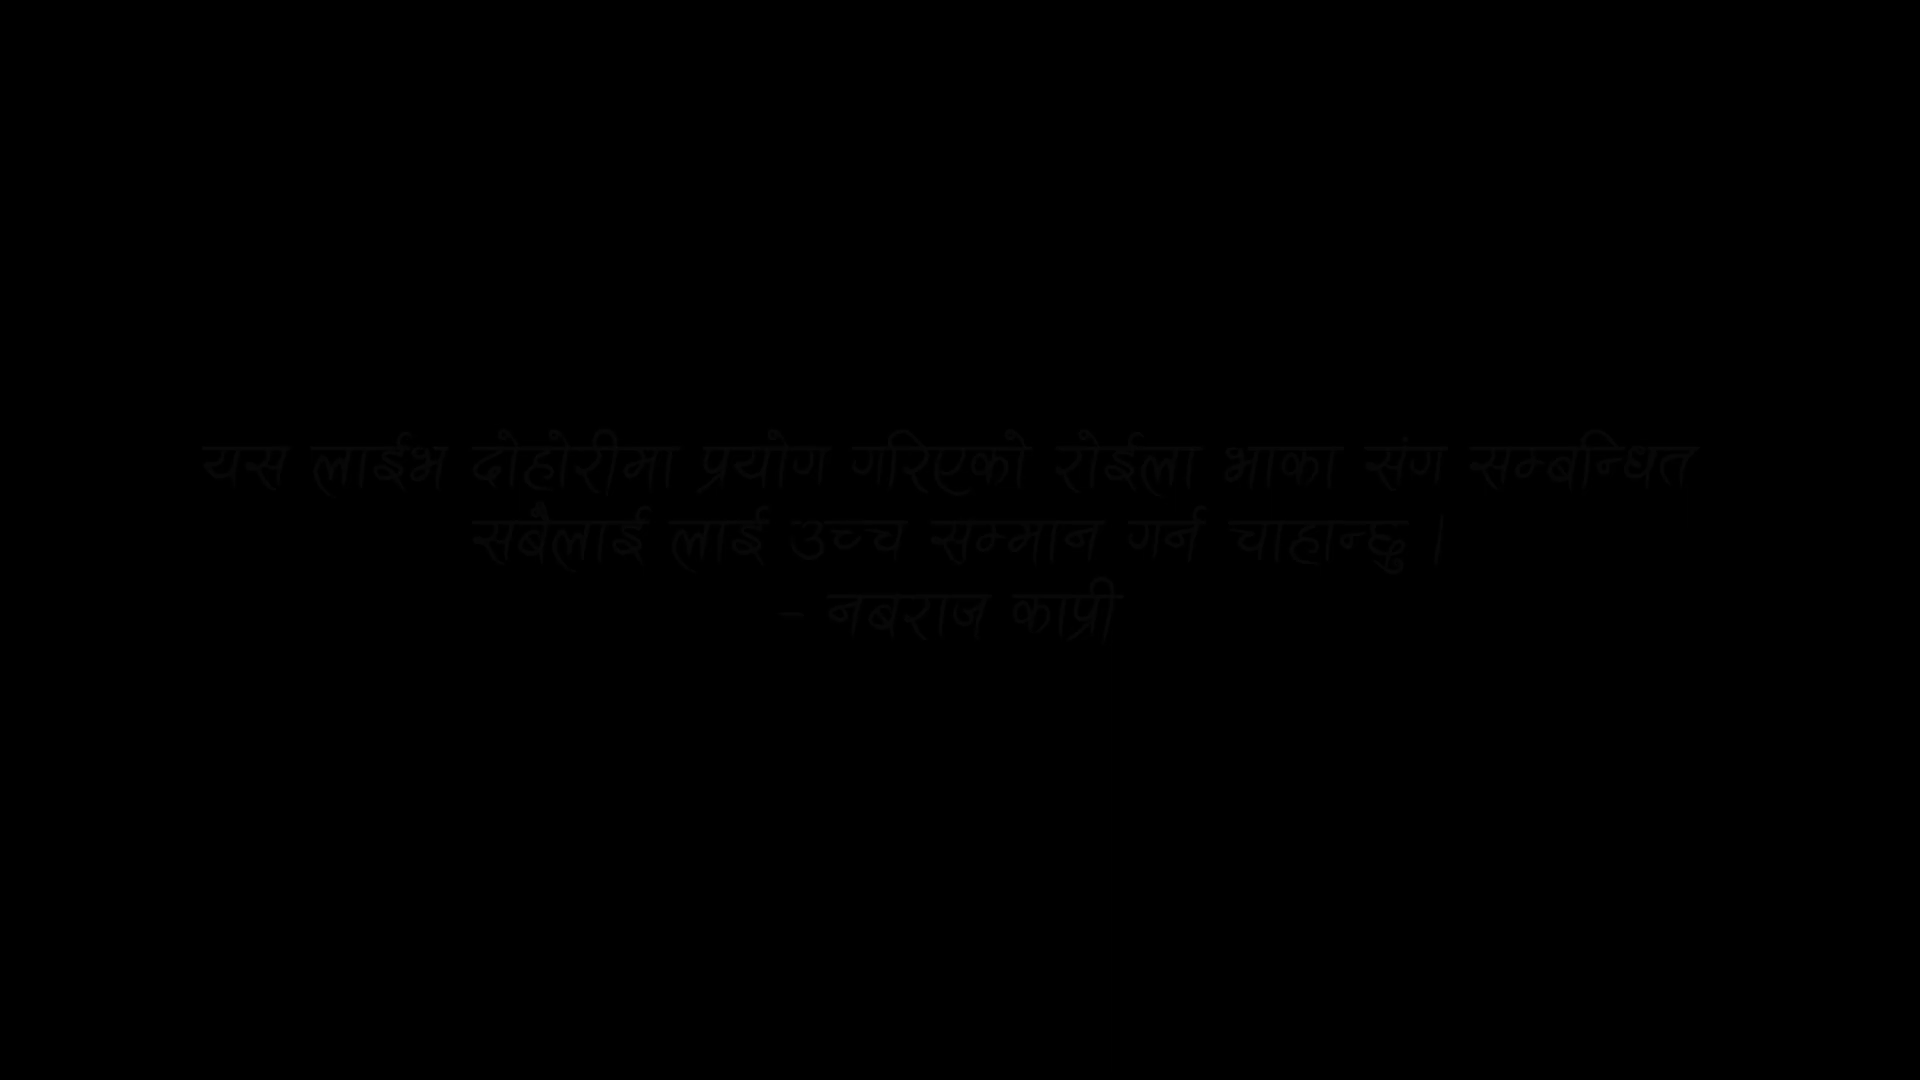 यस लाईभ दोहोरीमा प्रयोग गरिएको रोईला भाका संग सम्बन्धित
सबैलाई लाई उच्च सम्मान गर्न चाहान्छु ।
- नबराज काप्री